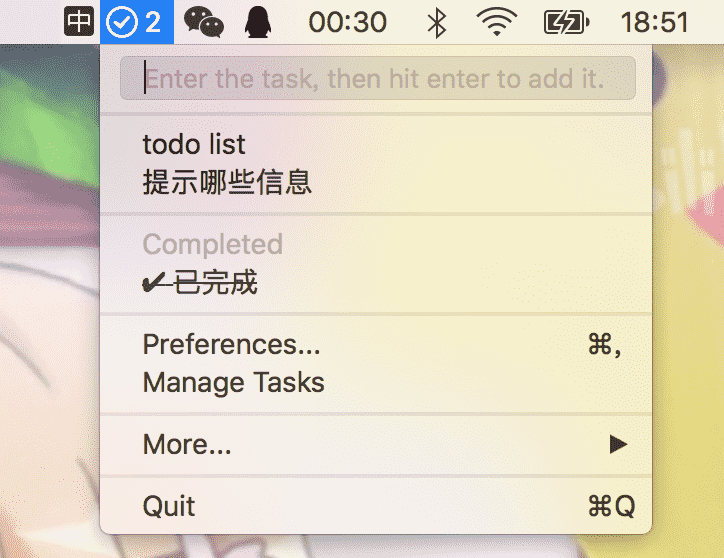 中 2 00:30 18:51
Enter the task, then hit enter to add it.
todo list
提示哪些信息
Completed
✔ 已完成
Preferences... ⌘,
Manage Tasks
More... ▶
Quit ⌘Q